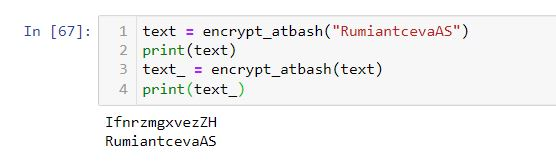 In [67]:
1 text = encrypt_atbash("RumiantcevaAS")
2 print(text)
3 text_ = encrypt_atbash(text)
4 print(text_)
IfnrzmgxvezZH
RumiantcevaAS